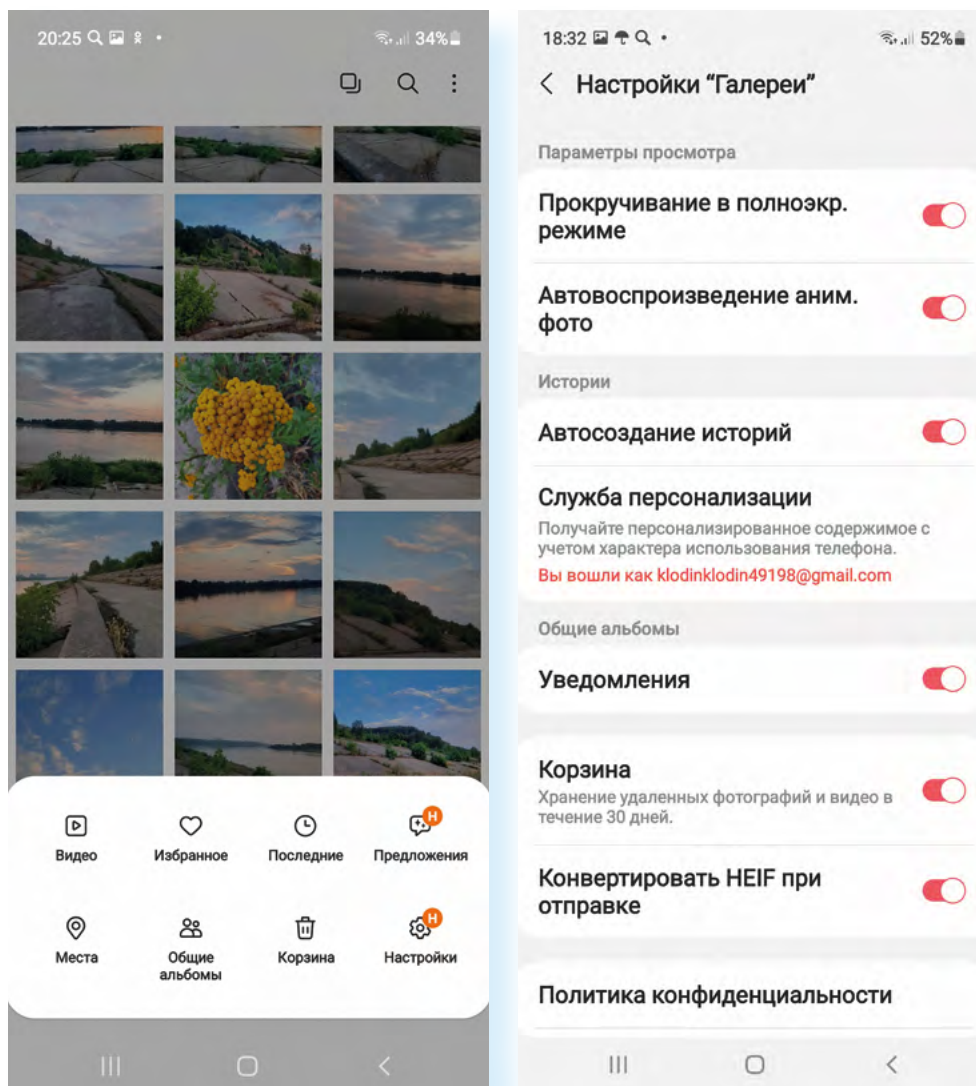 20:25
34%
Видео
Избранное
Последние
Предложения
Н
Места
Общие
альбомы
Корзина
Настройки
Н
18:32
52%
Настройки “Галереи”
Параметры просмотра
Прокручивание в полноэкр.
режиме
Автовоспроизведение аним.
фото
Истории
Автосоздание историй
Служба персонализации
Получайте персонализированное содержимое с
учетом характера использования телефона.
Вы вошли как klodinklodin49198@gmail.com
Общие альбомы
Уведомления
Корзина
Хранение удаленных фотографий и видео в
течение 30 дней.
Конвертировать HEIF при
отправке
Политика конфиденциальности